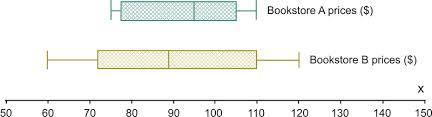 Bookstore A prices ($)
Bookstore B prices ($)
x
50 60 70 80 90 100 110 120 130 140 150